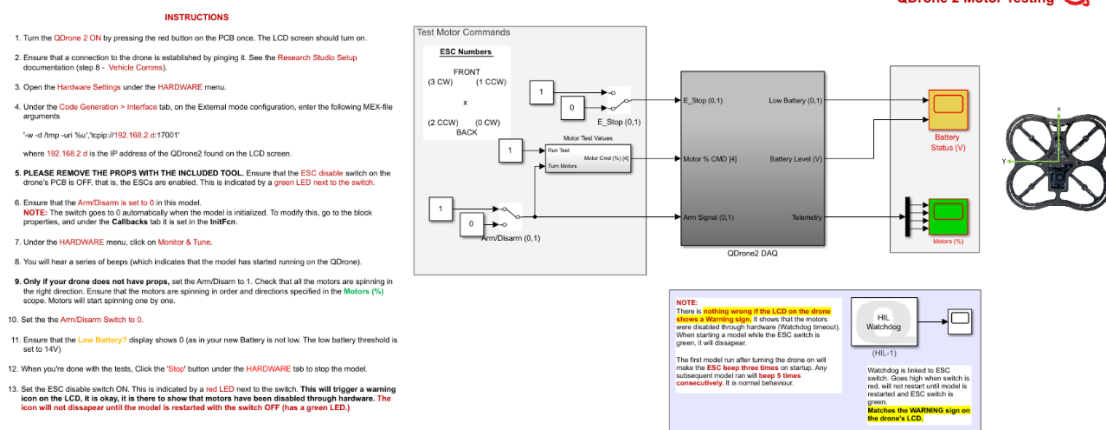 QDrone 2 Motor Testing
INSTRUCTIONS
1. Turn the QDrone 2 ON by pressing the red button on the PCB once. The LCD screen should turn on.
2. Ensure that a connection to the drone is established by pinging it. See the Research Studio Setup
documentation (step 8 - Vehicle Comms).
3. Open the Hardware Settings under the HARDWARE menu.
4. Under the Code Generation > Interface tab, on the External mode configuration, enter the following MEX-file
arguments
'-w -d /tmp -uri %u','tcpip://192.168.2.d:17001'
where 192.168.2.d is the IP address of the QDrone2 found on the LCD screen.
5. PLEASE REMOVE THE PROPS WITH THE INCLUDED TOOL. Ensure that the ESC disable switch on the
drone's PCB is OFF, that is, the ESCs are enabled. This is indicated by a green LED next to the switch.
6. Ensure that the Arm/Disarm is set to 0 in this model.
NOTE: The switch goes to 0 automatically when the model is initialized. To modify this, go to the block
properties, and under the Callbacks tab it is set in the InitFcn.
7. Under the HARDWARE menu, click on Monitor & Tune.
8. You will hear a series of beeps (which indicates that the model has started running on the QDrone).
9. Only if your drone does not have props, set the Arm/Disarm to 1. Check that all the motors are spinning in
the right direction. Ensure that the motors are spinning in order and directions specified in the Motors (%)
scope. Motors will start spinning one by one.
10. Set the the Arm/Disarm Switch to 0.
11. Ensure that the Low Battery? display shows 0 (as in your new Battery is not low. The low battery threshold is
set to 14V)
12. When you're done with the tests, Click the 'Stop' button under the HARDWARE tab to stop the model.
13. Set the ESC disable switch ON. This is indicated by a red LED next to the switch. This will trigger a warning
icon on the LCD, it is okay, it is there to show that motors have been disabled through hardware. The
icon will not dissapear until the model is restarted with the switch OFF (has a green LED.)
Test Motor Commands
ESC Numbers
FRONT
(3 CW) (1 CCW)
x
(2 CCW) (0 CW)
BACK
1
0
E_Stop (0,1)
Motor Test Values
1
Run Test
Turn Motors
Motor Cmd (%) [4]
1
0
Arm/Disarm (0,1)
E_Stop (0,1)
Motor % CMD [4]
Arm Signal (0,1)
Low Battery (0,1)
Battery Level (V)
Telemetry
QDrone2 DAQ
Battery
Status (V)
Motors (%)
x
Y
NOTE:
There is nothing wrong if the LCD on the drone
shows a Warning sign. It shows that the motors
were disabled through hardware (Watchdog timeout).
When starting a model while the ESC switch is
green, it will dissapear.
The first model run after turning the drone on will
make the ESC beep three times on startup. Any
subsequent model ran will beep 5 times
consecutively. It is normal behaviour.
HIL
Watchdog
(HIL-1)
Watchdog is linked to ESC
switch. Goes high when switch is
red, will not restart until model is
restarted and ESC switch is
green.
Matches the WARNING sign on
the drone's LCD.